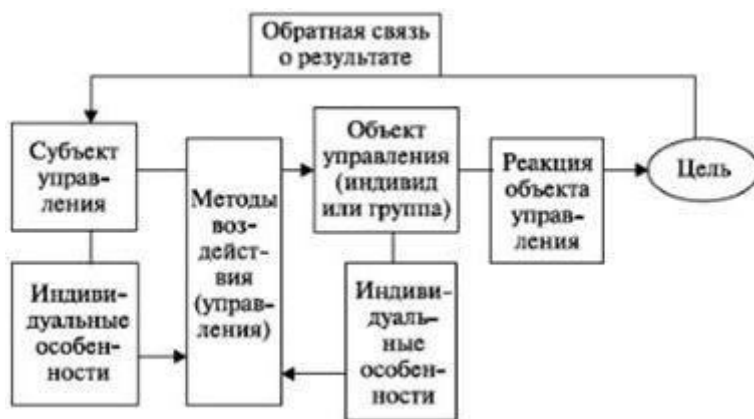 Обратная связь
о результате
Субъект
управ-
ления
Методы
воз-
дейст-
вия
(управ-
ления)
Объект
управления
(индивид
или группа)
Реакция
объекта
управ-
ления
Цель
Индивиду-
дуальные
особен-
ности
Индиви-
дуаль-
ные
особен-
ности